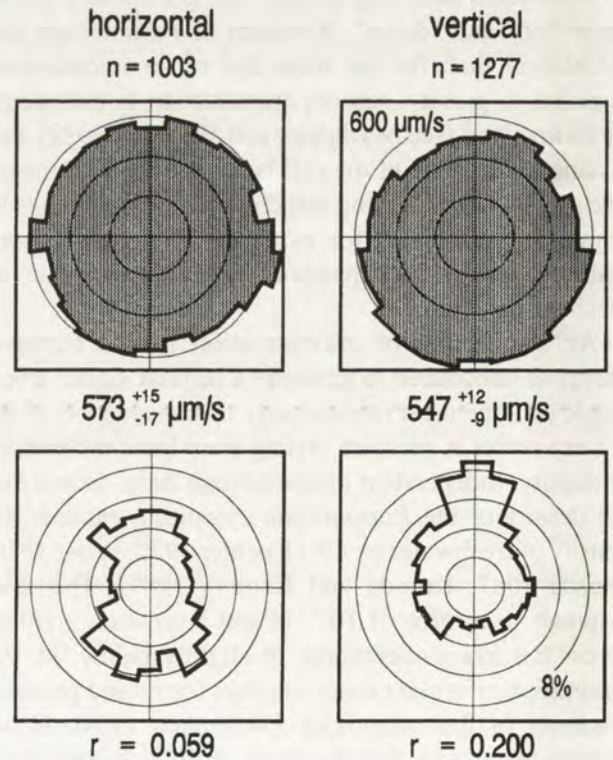 horizontal vertical
n = 1003 n = 1277
600 µm/s
573 +15 -17 µm/s 547 +12 -9 µm/s
8%
r = 0.059 r = 0.200